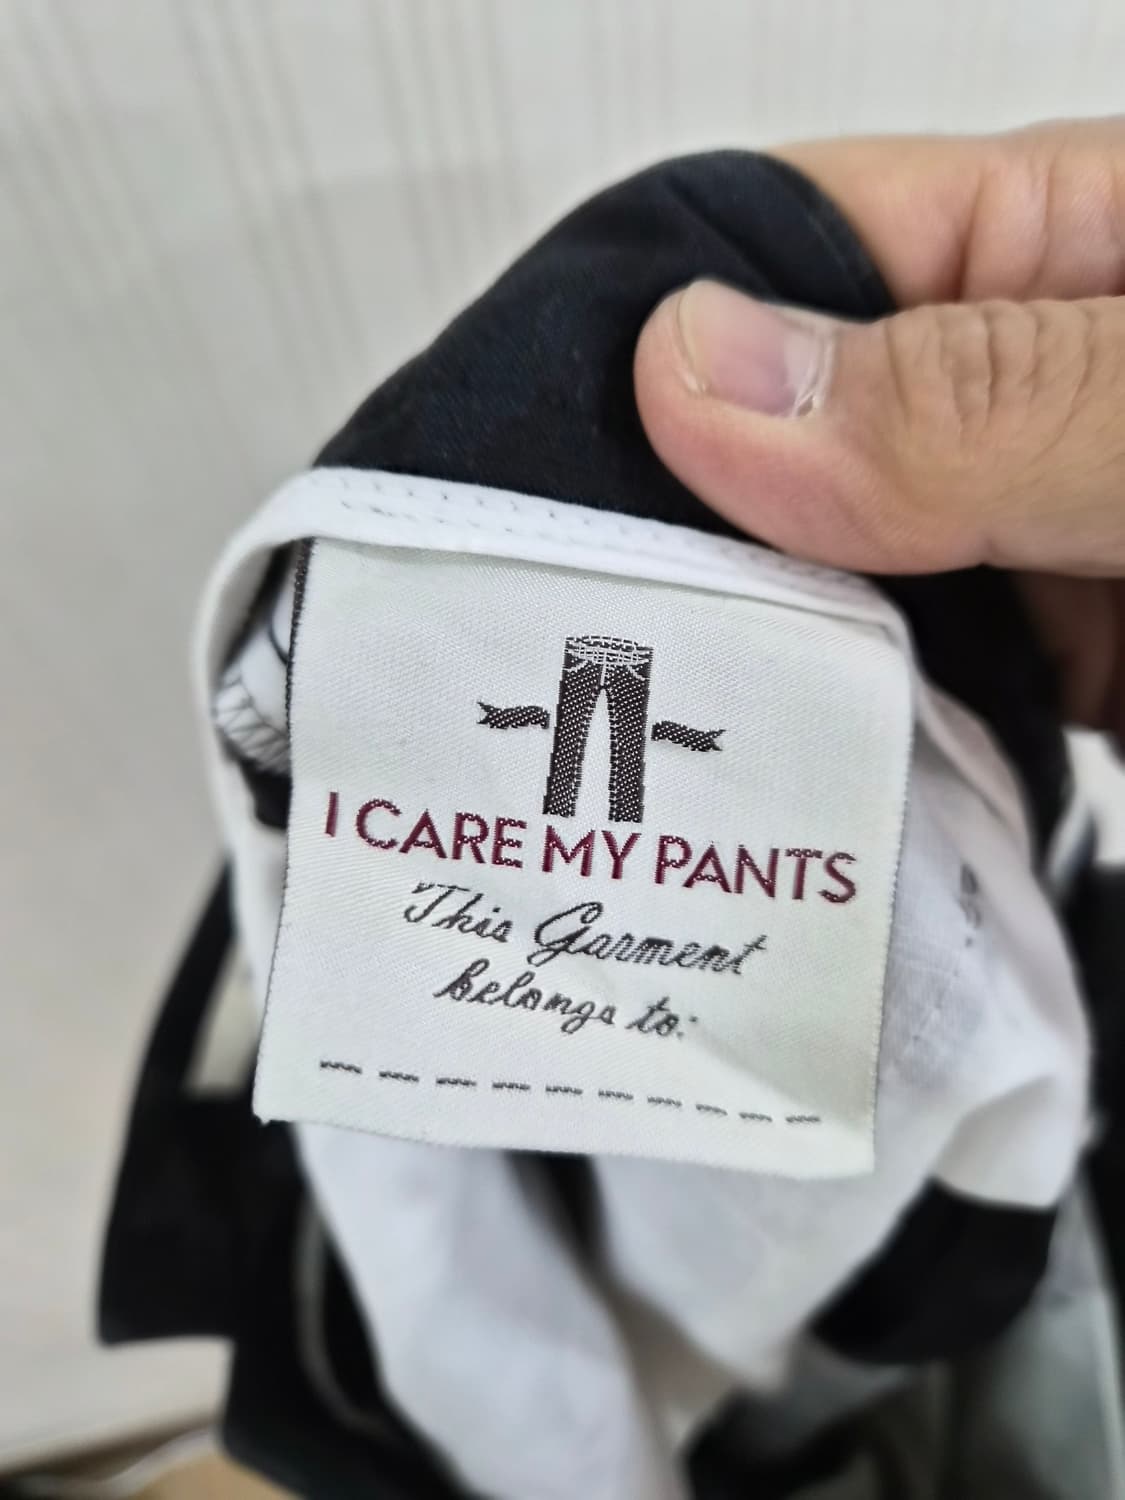 I CARE MY PANTS
This Garment
belongs to: